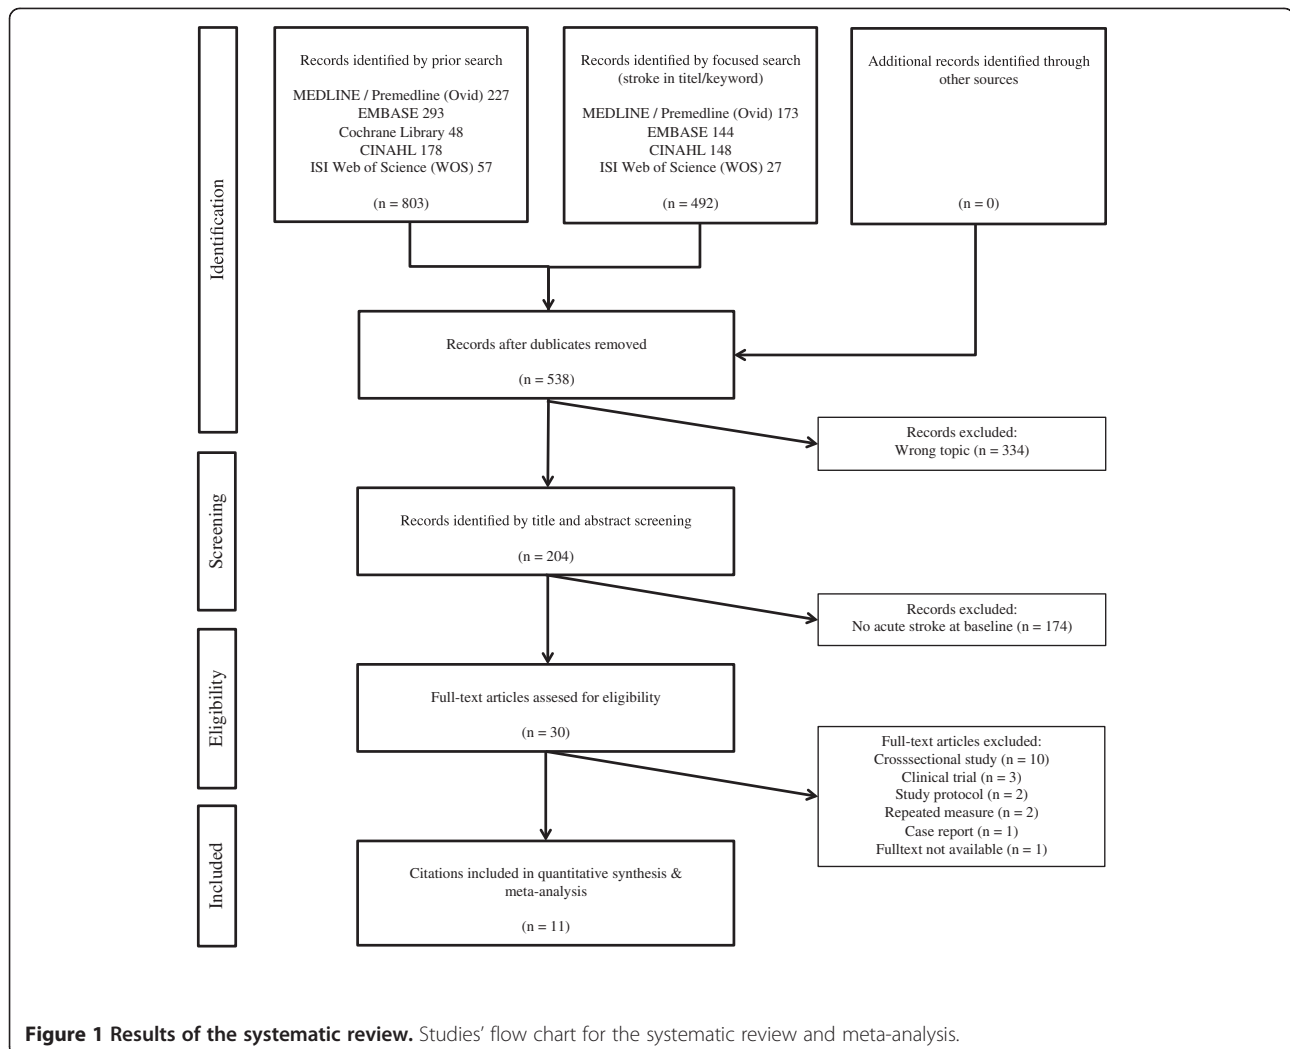 Identification
Records identified by prior search
MEDLINE / Premedline (Ovid) 227
EMBASE 293
Cochrane Library 48
CINAHL 178
ISI Web of Science (WOS) 57
(n = 803)
Records identified by focused search
(stroke in titel/keyword)
MEDLINE / Premedline (Ovid) 173
EMBASE 144
CINAHL 148
ISI Web of Science (WOS) 27
(n = 492)
Additional records identified through
other sources
(n = 0)
Records after dublicates removed
(n = 538)
Records excluded:
Wrong topic (n = 334)
Screening
Records identified by title and abstract screening
(n = 204)
Records excluded:
No acute stroke at baseline (n = 174)
Eligibility
Full-text articles assesed for eligibility
(n = 30)
Full-text articles excluded:
Crosssectional study (n = 10)
Clinical trial (n = 3)
Study protocol (n = 2)
Repeated measure (n = 2)
Case report (n = 1)
Fulltext not available (n = 1)
Included
Citations included in quantitative synthesis &
meta-analysis
(n = 11)
Figure 1 Results of the systematic review. Studies' flow chart for the systematic review and meta-analysis.